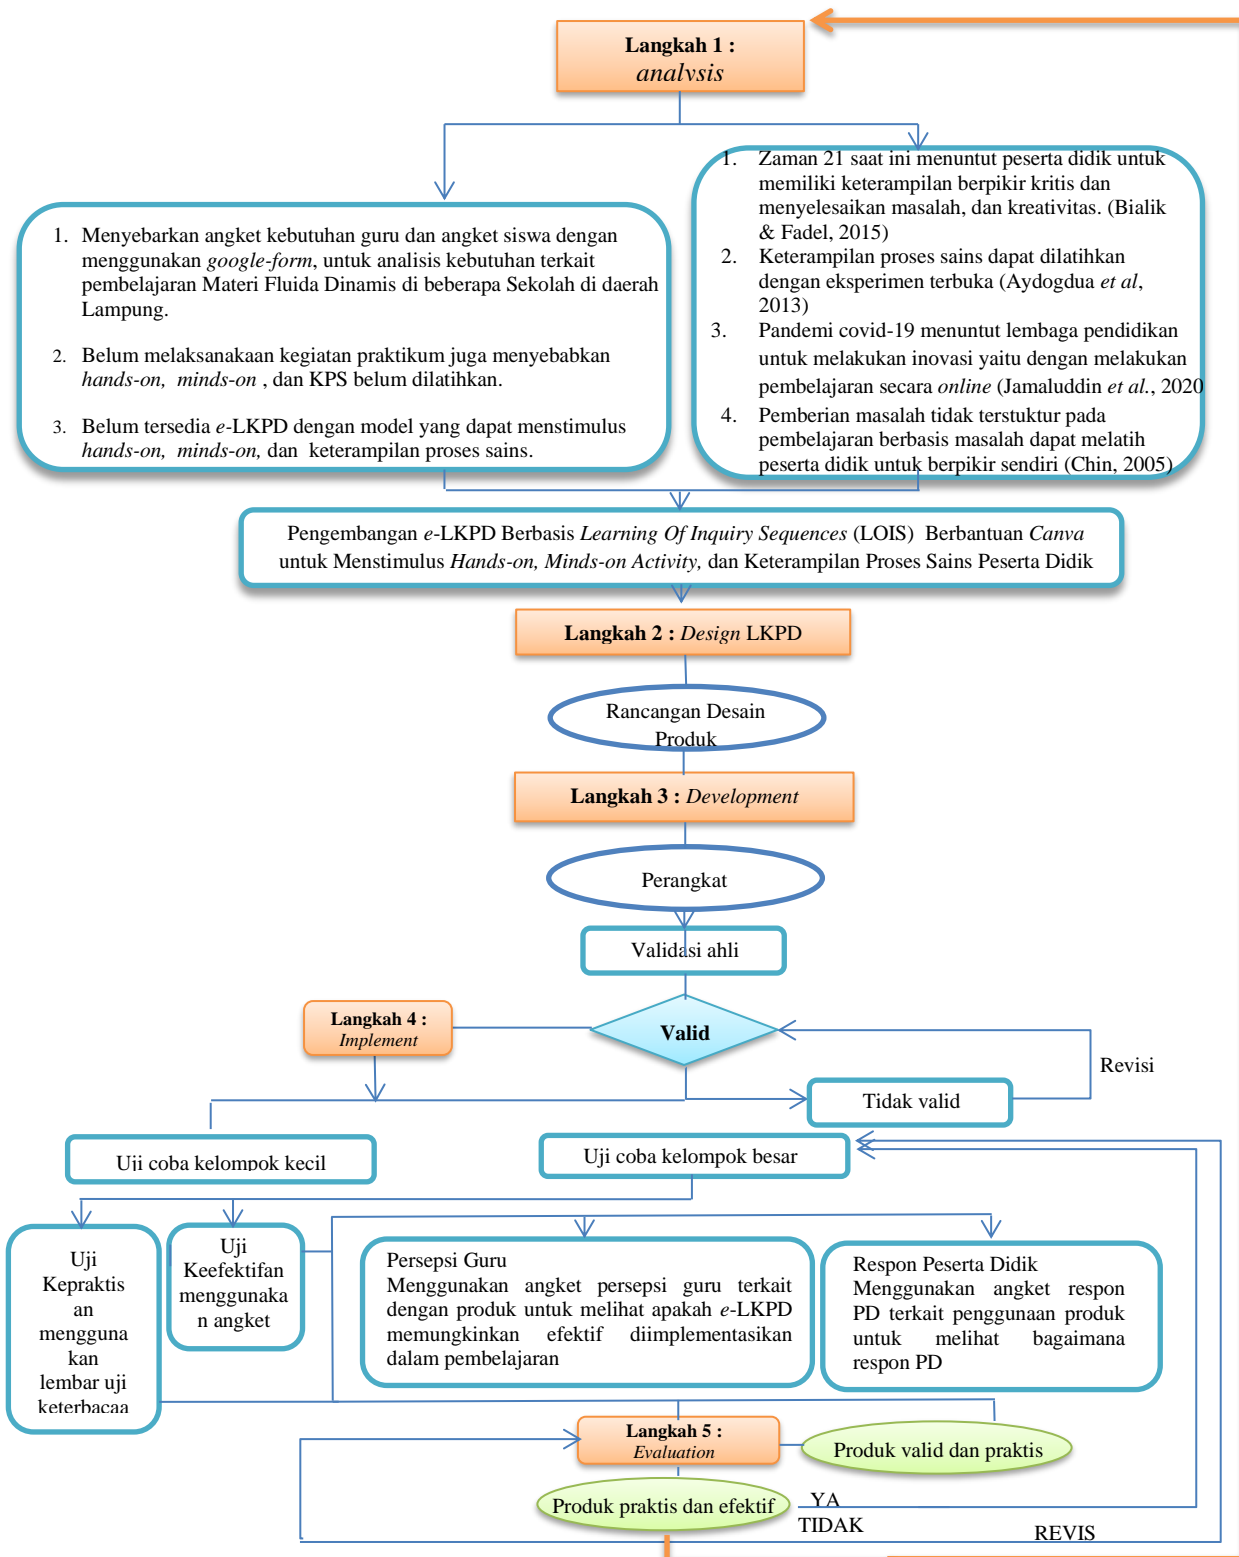 Langkah 1 :
analysis
1. Menyebarkan angket kebutuhan guru dan angket siswa dengan
menggunakan google-form, untuk analisis kebutuhan terkait
pembelajaran Materi Fluida Dinamis di beberapa Sekolah di daerah
Lampung.
2. Belum melaksanakaan kegiatan praktikum juga menyebabkan
hands-on, minds-on , dan KPS belum dilatihkan.
3. Belum tersedia e-LKPD dengan model yang dapat menstimulus
hands-on, minds-on, dan keterampilan proses sains.
1. Zaman 21 saat ini menuntut peserta didik untuk
memiliki keterampilan berpikir kritis dan
menyelesaikan masalah, dan kreativitas. (Bialik
& Fadel, 2015)
2. Keterampilan proses sains dapat dilatihkan
dengan eksperimen terbuka (Aydogdua et al,
2013)
3. Pandemi covid-19 menuntut lembaga pendidikan
untuk melakukan inovasi yaitu dengan melakukan
pembelajaran secara online (Jamaluddin et al., 2020
4. Pemberian masalah tidak terstuktur pada
pembelajaran berbasis masalah dapat melatih
peserta didik untuk berpikir sendiri (Chin, 2005)
Pengembangan e-LKPD Berbasis Learning Of Inquiry Sequences (LOIS) Berbantuan Canva
untuk Menstimulus Hands-on, Minds-on Activity, dan Keterampilan Proses Sains Peserta Didik
Langkah 2 : Design LKPD
Rancangan Desain
Produk
Langkah 3 : Development
Perangkat
Validasi ahli
Valid
Langkah 4 :
Implement
Revisi
Tidak valid
Uji coba kelompok kecil
Uji coba kelompok besar
Uji
Kepraktis
an
mengguna
kan
lembar uji
keterbacaa
Uji
Keefektifan
menggunaka
n angket
Persepsi Guru
Menggunakan angket persepsi guru terkait
dengan produk untuk melihat apakah e-LKPD
memungkinkan efektif diimplementasikan
dalam pembelajaran
Respon Peserta Didik
Menggunakan angket respon
PD terkait penggunaan produk
untuk melihat bagaimana
respon PD
Langkah 5 :
Evaluation
Produk valid dan praktis
Produk praktis dan efektif
YA
TIDAK
REVIS